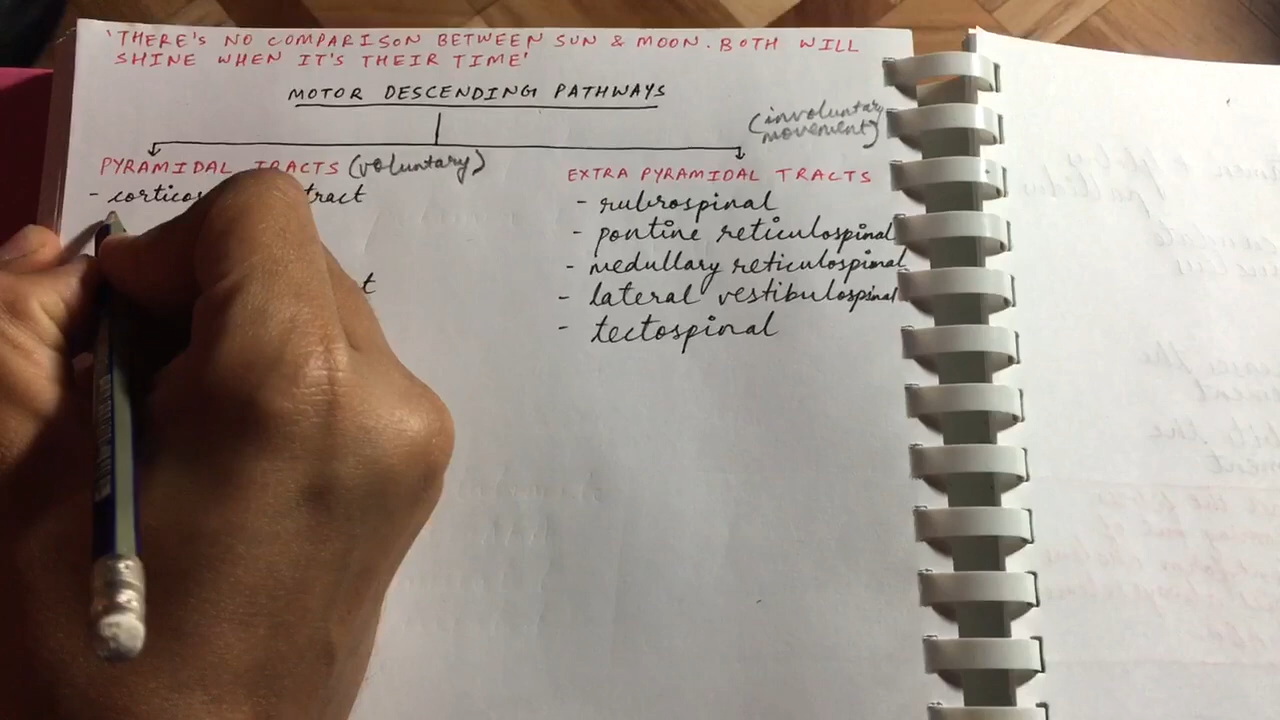 'THERE'S NO COMPARISON BETWEEN SUN & MOON. BOTH WILL
SHINE WHEN IT'S THEIR TIME'
MOTOR DESCENDING PATHWAYS
(involuntary
movement)
PYRAMIDAL TRACTS (voluntary)
- tract
EXTRA PYRAMIDAL TRACTS
- rubrospinal
- pontine reticulospinal
- medullary reticulospinal
- lateral vestibulospinal
- tectospinal